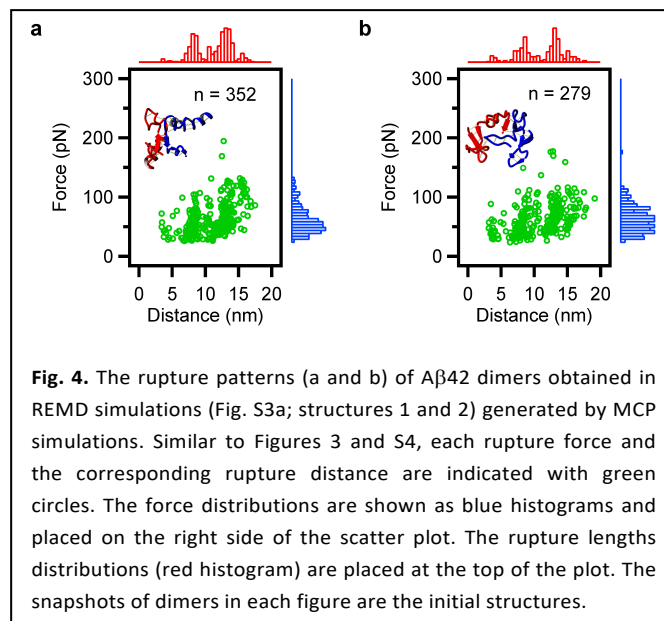 a
b
300
200
100
0
Force (pN)
n = 352
0 5 10 15 20
Distance (nm)
300
200
100
0
Force (pN)
n = 279
0 5 10 15 20
Distance (nm)
Fig. 4. The rupture patterns (a and b) of Aβ42 dimers obtained in
REMD simulations (Fig. S3a; structures 1 and 2) generated by MCP
simulations. Similar to Figures 3 and S4, each rupture force and
the corresponding rupture distance are indicated with green
circles. The force distributions are shown as blue histograms and
placed on the right side of the scatter plot. The rupture lengths
distributions (red histogram) are placed at the top of the plot. The
snapshots of dimers in each figure are the initial structures.